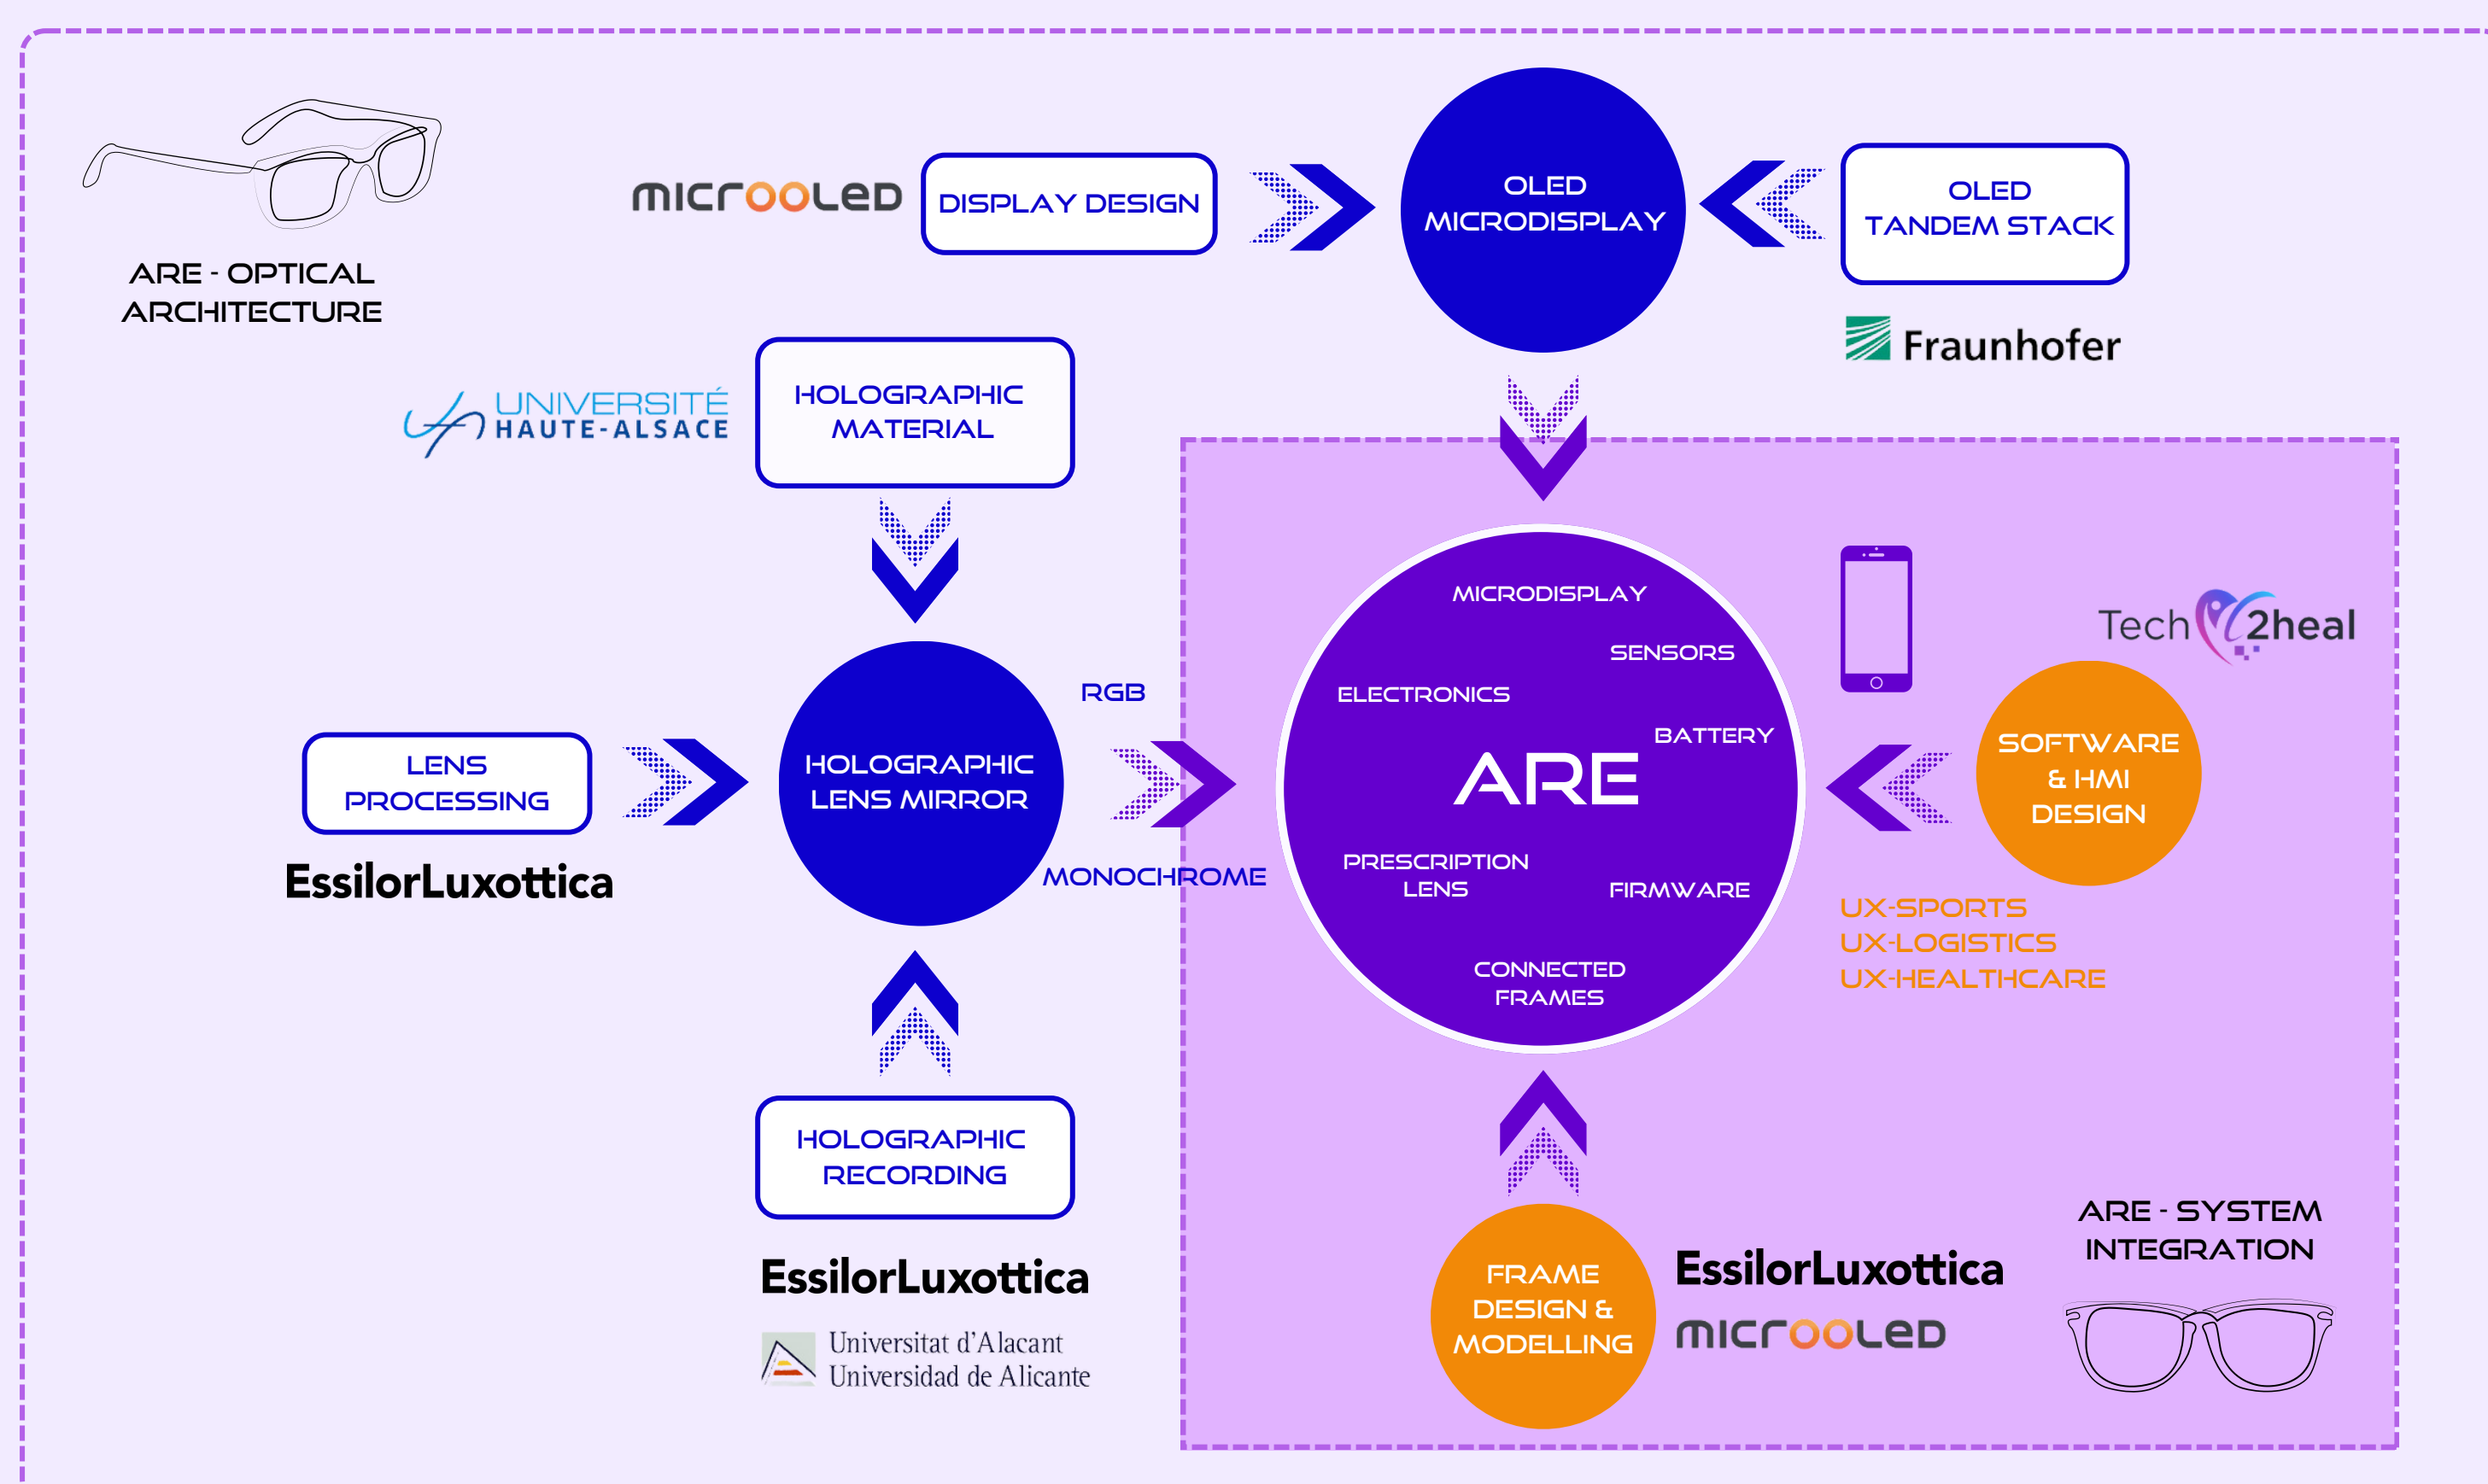 ARE - OPTICAL
ARCHITECTURE
MICROOLED
DISPLAY DESIGN
OLED
MICRODISPLAY
OLED
TANDEM STACK
Fraunhofer
UNIVERSITÉ
HAUTE-ALSACE
HOLOGRAPHIC
MATERIAL
LENS
PROCESSING
EssilorLuxottica
HOLOGRAPHIC
LENS MIRROR
RGB
MONOCHROME
HOLOGRAPHIC
RECORDING
EssilorLuxottica
Universitat d'Alacant
Universidad de Alicante
MICRODISPLAY
SENSORS
ELECTRONICS
BATTERY
ARE
PRESCRIPTION
LENS
FIRMWARE
CONNECTED
FRAMES
Tech2heal
SOFTWARE
& HMI
DESIGN
UX-SPORTS
UX-LOGISTICS
UX-HEALTHCARE
FRAME
DESIGN &
MODELLING
EssilorLuxottica
MICROOLED
ARE - SYSTEM
INTEGRATION